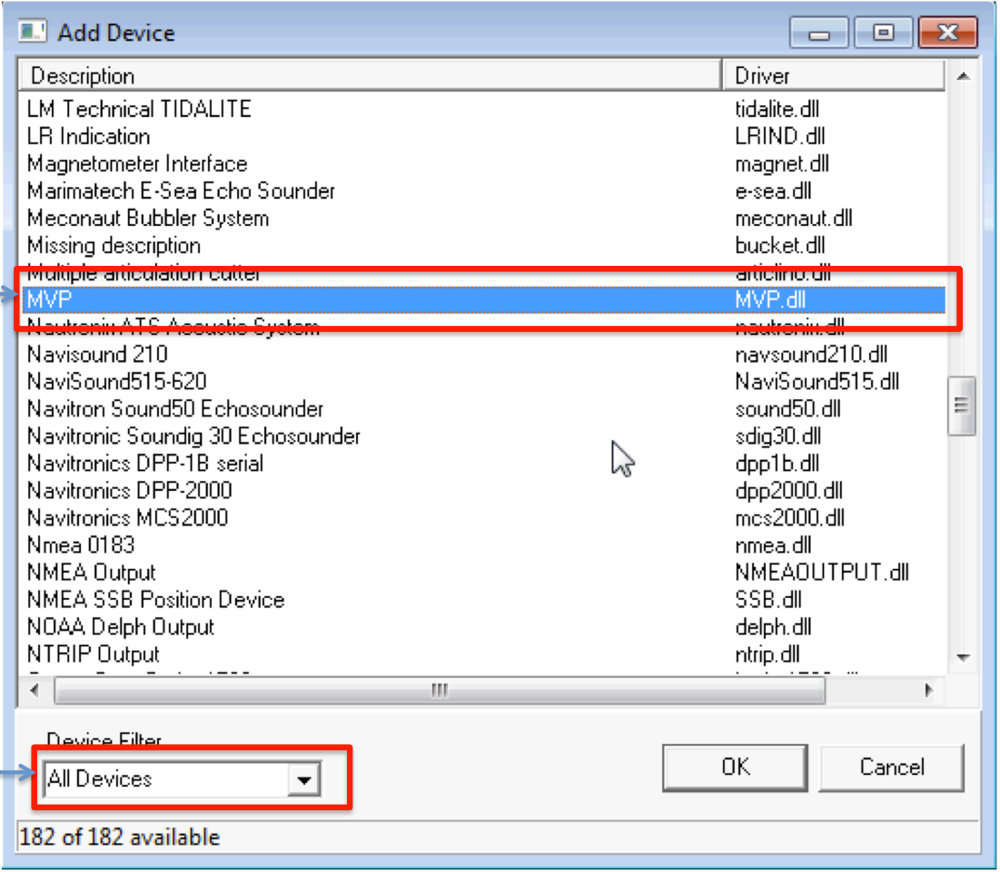 Add Device
Description Driver
LM Technical TIDALITE tidalite.dll
LR Indication LRIND.dll
Magnetometer Interface magnet.dll
Marimatech E-Sea Echo Sounder e-sea.dll
Meconaut Bubbler System meconaut.dll
Missing description bucket.dll
Multiple articulation cutter
MVP MVP.dll
Nautronix ATS Acoustic System nautronix.dll
Navisound 210 navsound210.dll
NaviSound515-620 NaviSound515.dll
Navitron Sound50 Echosounder sound50.dll
Navitronic Soundig 30 Echosounder sdig30.dll
Navitronics DPP-1B serial dpp1b.dll
Navitronics DPP-2000 dpp2000.dll
Navitronics MCS2000 mcs2000.dll
Nmea 0183 nmea.dll
NMEA Output NMEAOUTPUT.dll
NMEA SSB Position Device SSB.dll
NOAA Delph Output delph.dll
NTRIP Output ntrip.dll
Device Filter
All Devices OK Cancel
182 of 182 available